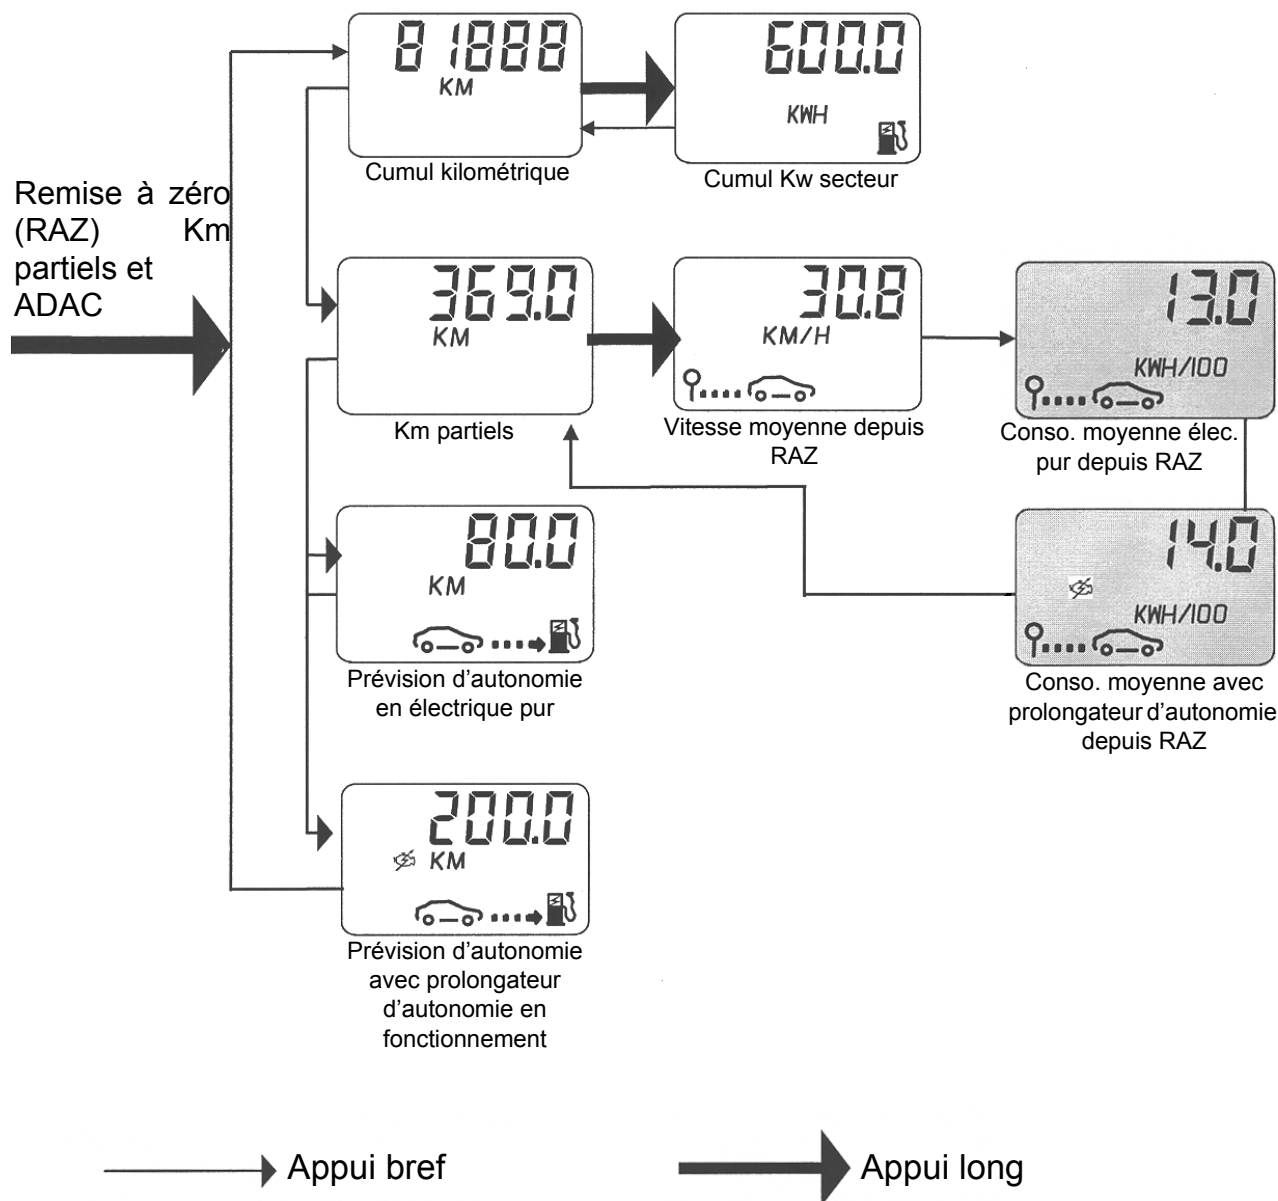 81888
KM
Cumul kilométrique
600.0
KWH
Cumul Kw secteur
Remise à zéro
(RAZ) Km
partiels et
ADAC
369.0
KM
Km partiels
30.8
KM/H
Vitesse moyenne depuis
RAZ
13.0
KWH/100
Conso. moyenne élec.
pur depuis RAZ
80.0
KM
Prévision d'autonomie
en électrique pur
14.0
KWH/100
Conso. moyenne avec
prolongateur d'autonomie
depuis RAZ
200.0
KM
Prévision d'autonomie
avec prolongateur
d'autonomie en
fonctionnement
Appui bref
Appui long